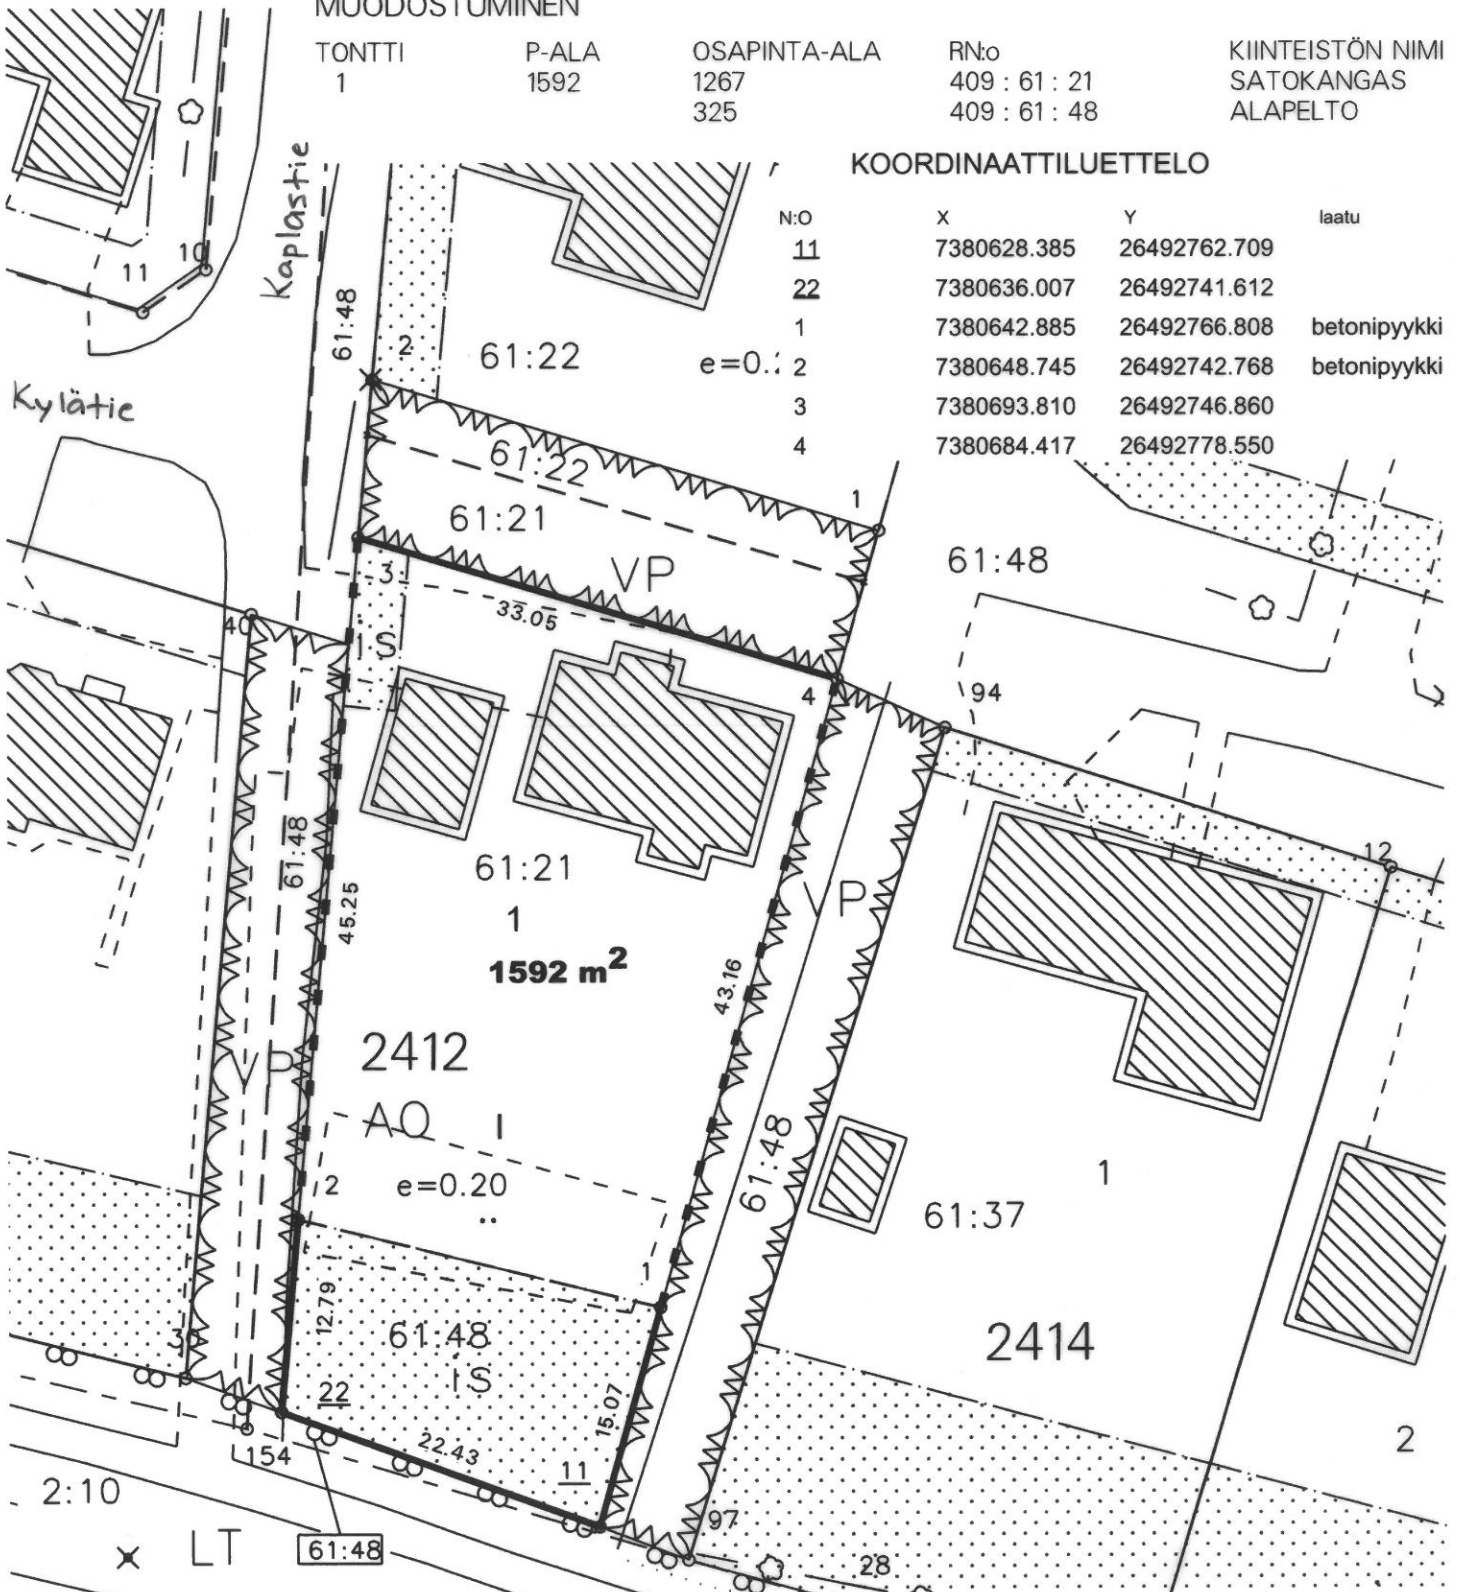 MUODOSTUMINEN
TONTTI P-ALA OSAPINTA-ALA RN:o KIINTEISTÖN NIMI
1 1592 1267 409 : 61 : 21 SATOKANGAS
325 409 : 61 : 48 ALAPELTO
KOORDINAATTILUETTELO
N:O X Y laatu
11 7380628.385 26492762.709
22 7380636.007 26492741.612
1 7380642.885 26492766.808 betonipyykki
2 7380648.745 26492742.768 betonipyykki
3 7380693.810 26492746.860
4 7380684.417 26492778.550
Kaplastie
10
11
61:48
2
61:22
e=0.2
Kylätie
61:22
1
61:21
VP
61:48
3
33.05
40
is
4
94
61:48
12
61:21
VP
45.25
1
1592 m²
43.16
2412
VP
AO I
61:48
1
2
e=0.20
61:37
1
12.79
61:48
is
2414
30
22
15.07
22.43
11
2
154
2:10
97
LT
61:48
28